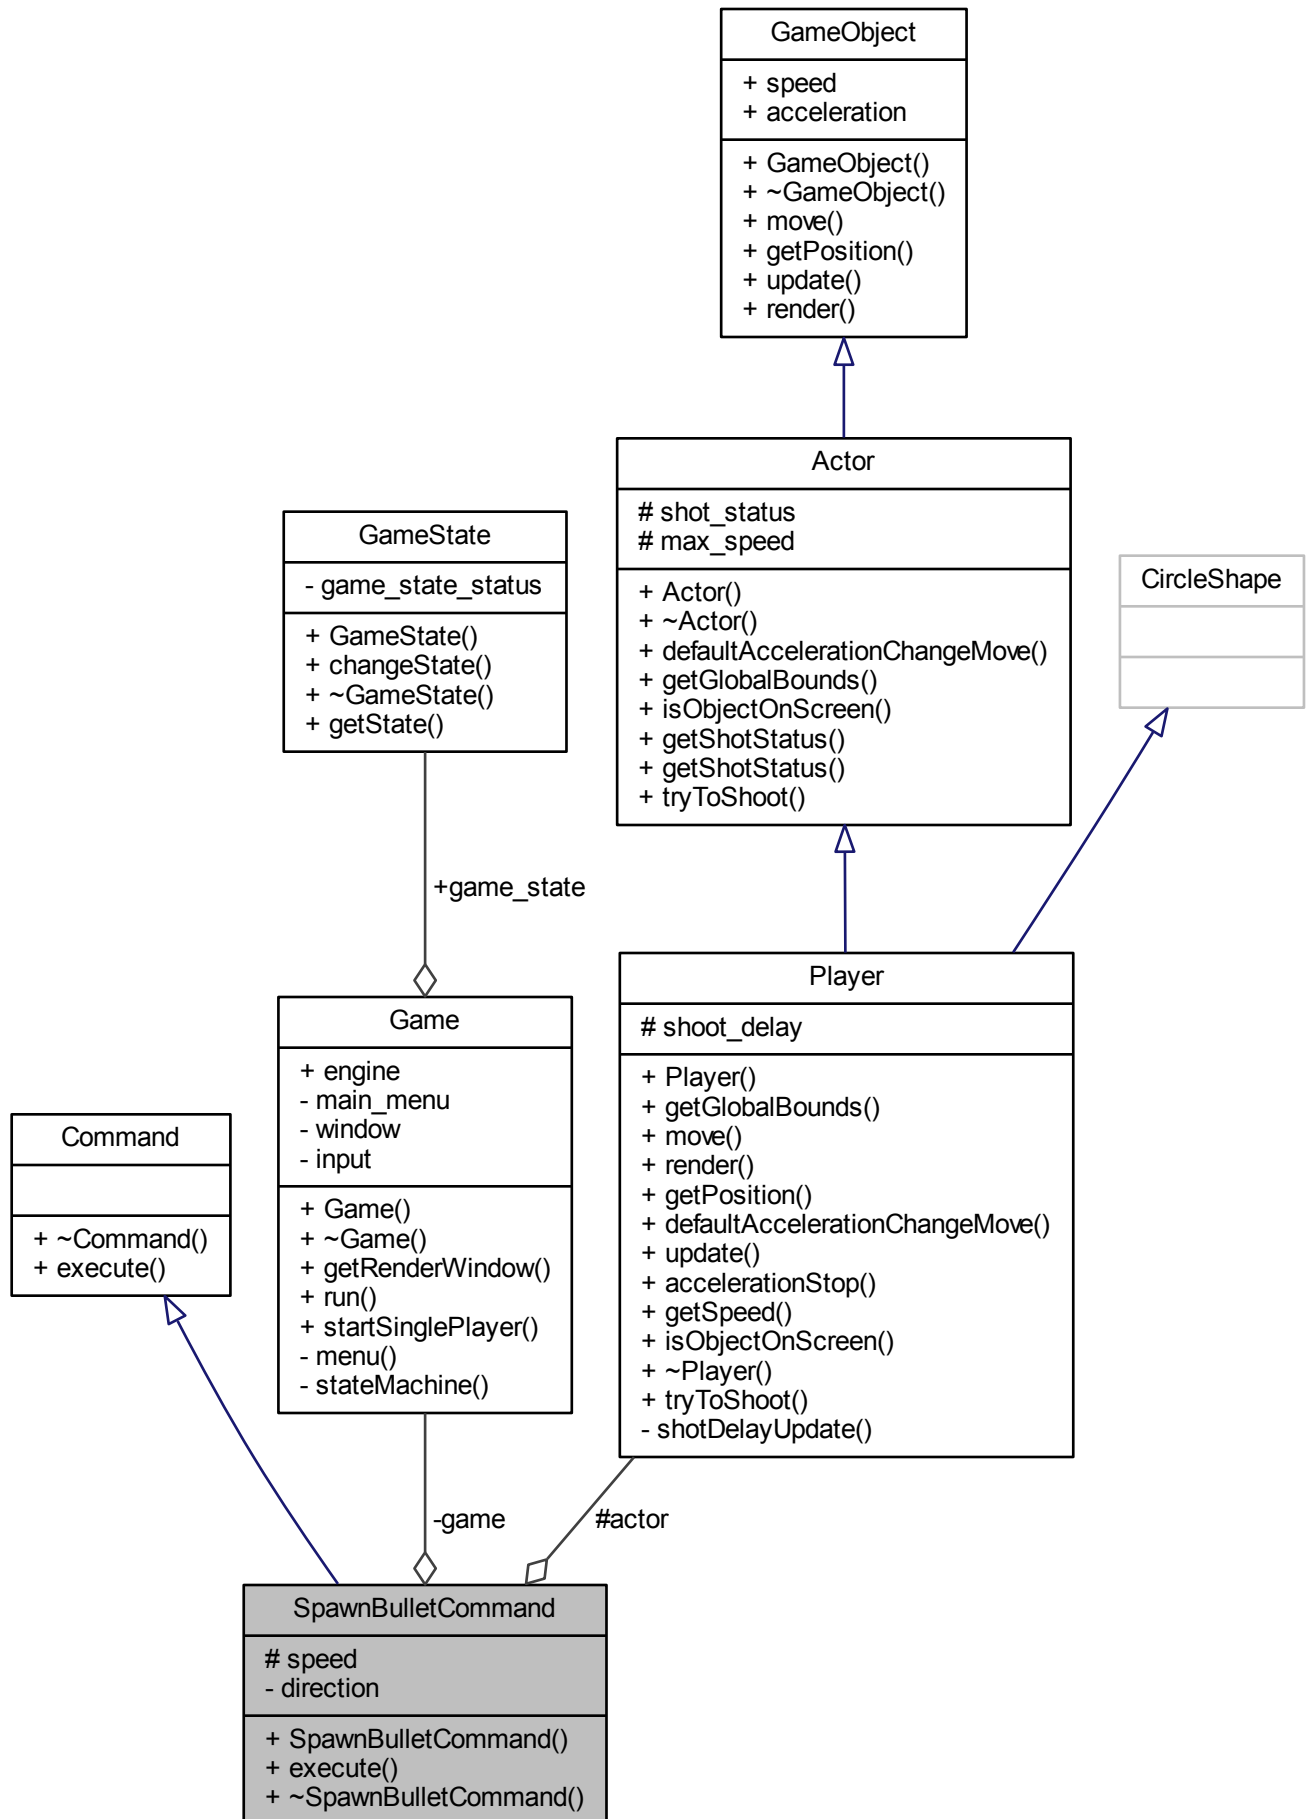 GameObject
+ speed
+ acceleration
+ GameObject()
+ ~GameObject()
+ move()
+ getPosition()
+ update()
+ render()
Actor
# shot_status
# max_speed
+ Actor()
+ ~Actor()
+ defaultAccelerationChangeMove()
+ getGlobalBounds()
+ isObjectOnScreen()
+ getShotStatus()
+ getShotStatus()
+ tryToShoot()
GameState
- game_state_status
+ GameState()
+ changeState()
+ ~GameState()
+ getState()
CircleShape
+game_state
Player
# shoot_delay
+ Player()
+ getGlobalBounds()
+ move()
+ render()
+ getPosition()
+ defaultAccelerationChangeMove()
+ update()
+ accelerationStop()
+ getSpeed()
+ isObjectOnScreen()
+ ~Player()
+ tryToShoot()
- shotDelayUpdate()
Game
+ engine
- main_menu
- window
- input
+ Game()
+ ~Game()
+ getRenderWindow()
+ run()
+ startSinglePlayer()
- menu()
- stateMachine()
Command
+ ~Command()
+ execute()
-game
#actor
SpawnBulletCommand
# speed
- direction
+ SpawnBulletCommand()
+ execute()
+ ~SpawnBulletCommand()